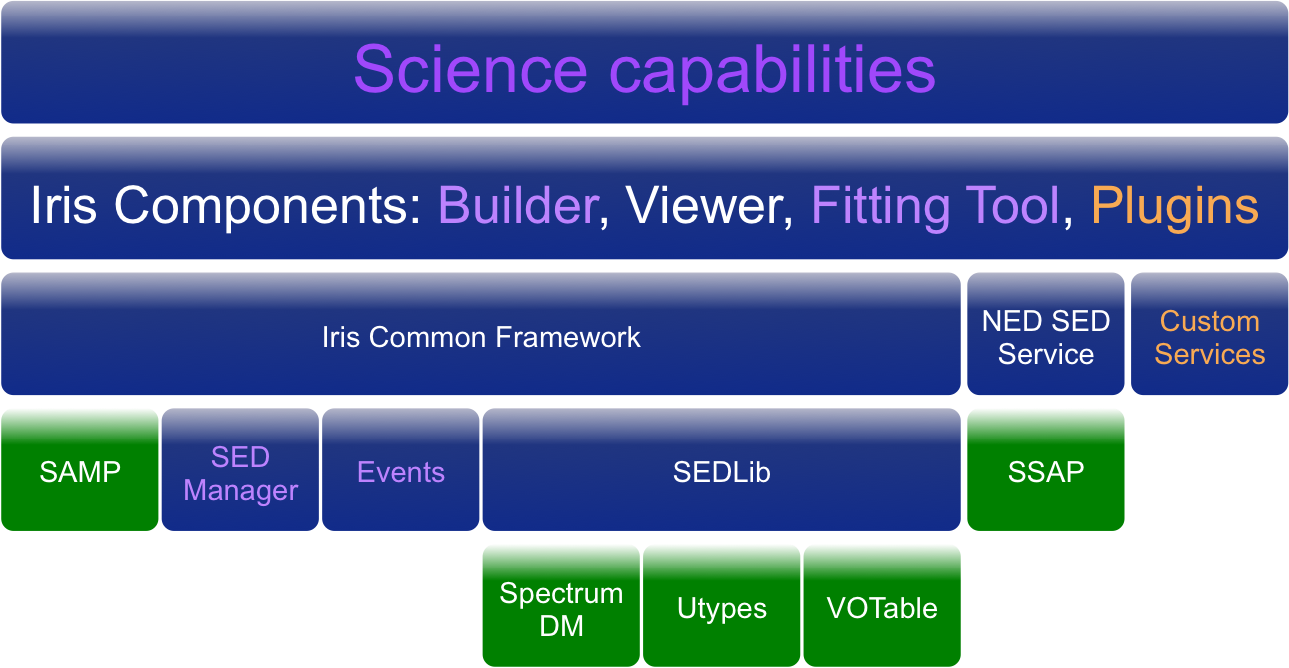 Science capabilities
Iris Components: Builder, Viewer, Fitting Tool, Plugins
Iris Common Framework
NED SED
Service
Custom
Services
SAMP
SED
Manager
Events
SEDLib
SSAP
Spectrum
DM
Utypes
VOTable